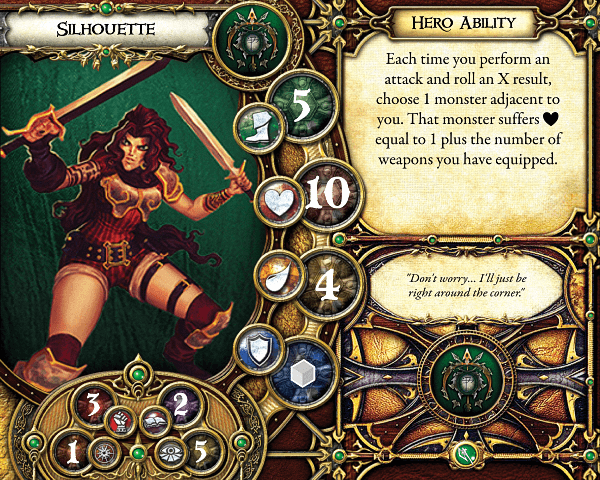 Silhouette
Hero Ability
Each time you perform an
attack and roll an X result,
choose 1 monster adjacent to
you. That monster suffers ♥
equal to 1 plus the number of
weapons you have equipped.
5
10
4
"Don't worry... I'll just be
right around the corner."
3 2
1 5